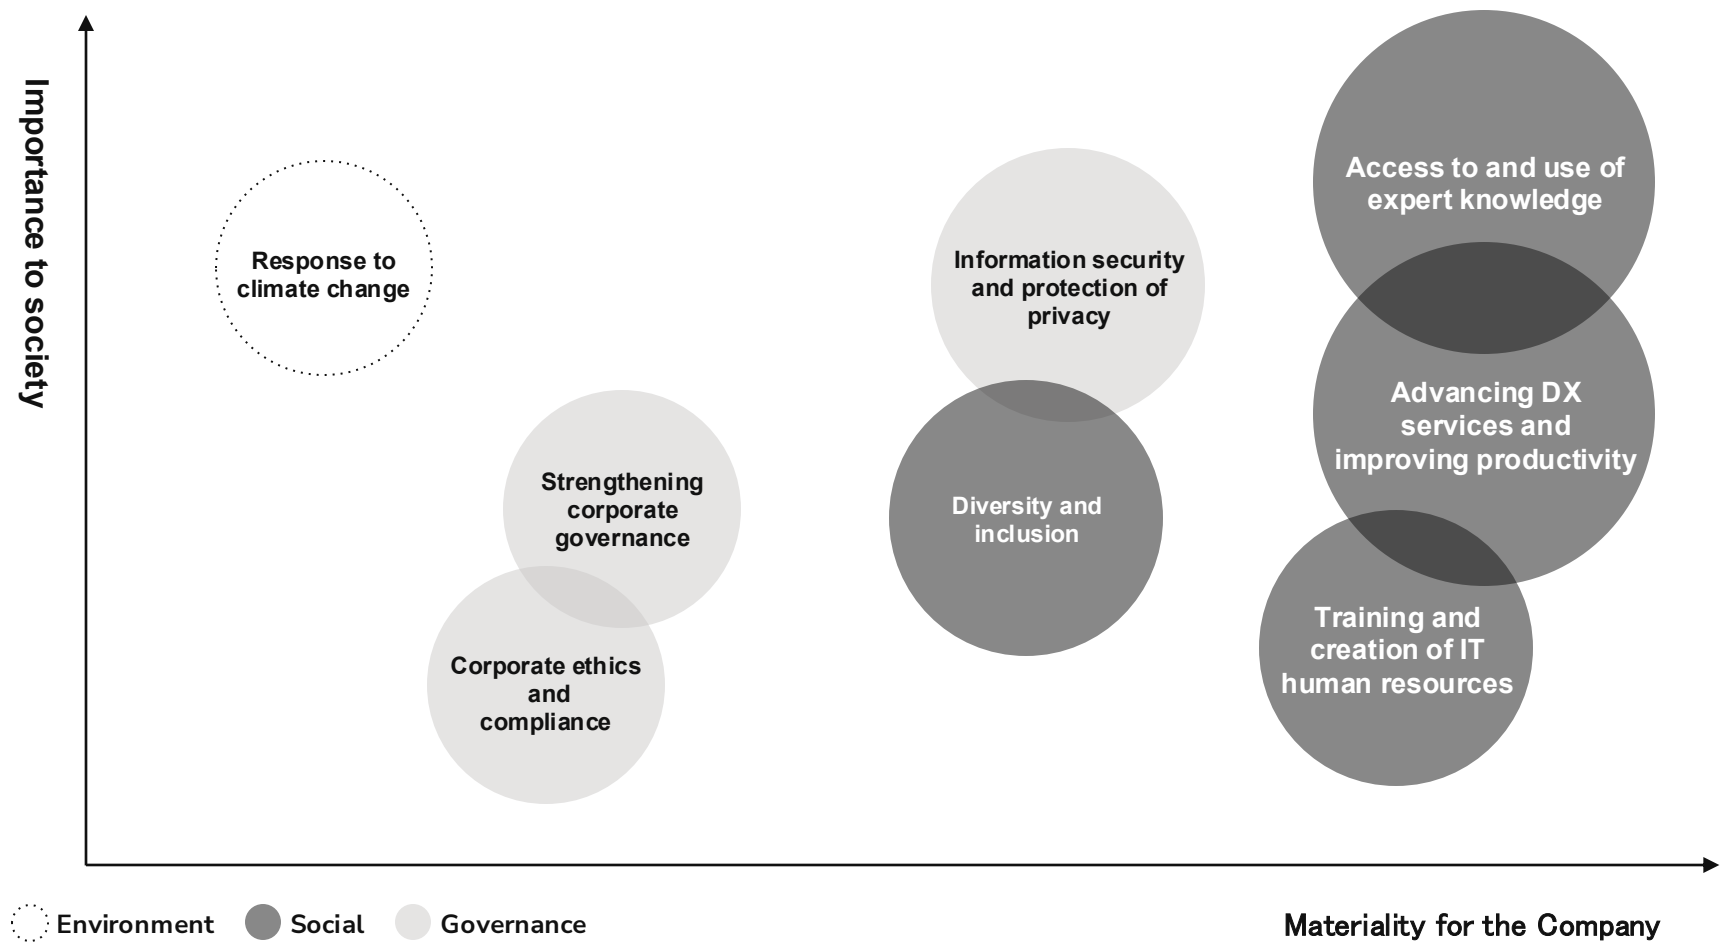 Importance to society
Access to and use of
expert knowledge
Response to
climate change
Information security
and protection of
privacy
Advancing DX
services and
improving productivity
Strengthening
corporate
governance
Diversity and
inclusion
Training and
creation of IT
human resources
Corporate ethics
and
compliance
Environment
Social
Governance
Materiality for the Company